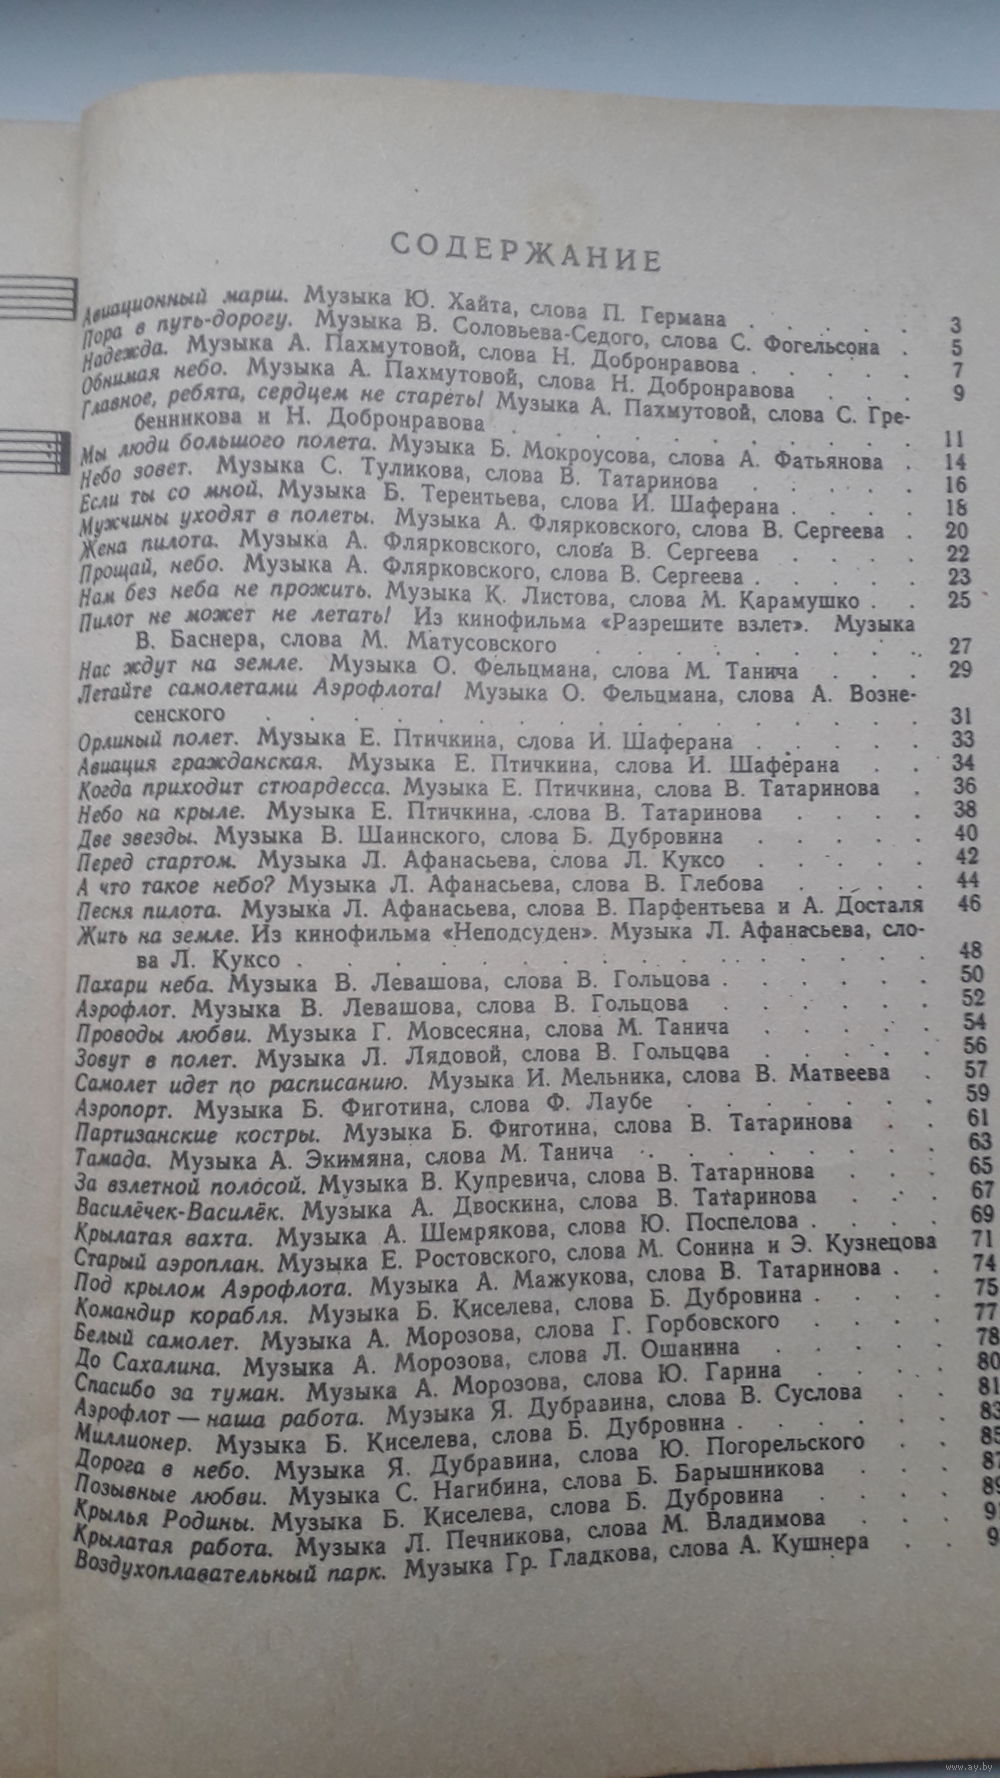 СОДЕРЖАНИЕ
Авиационный марш. Музыка Ю. Хайта, слова П. Германа . . . . . 3
Пора в путь-дорогу. Музыка В. Соловьева-Седого, слова С. Фогельсона . 5
Надежда. Музыка А. Пахмутовой, слова Н. Добронравова . . . . . 7
Обнимая небо. Музыка А. Пахмутовой, слова Н. Добронравова . . . 9
Главное, ребята, сердцем не стареть! Музыка А. Пахмутовой, слова С. Гре-
бенникова и Н. Добронравова . . . . . . . . . . 11
Мы люди большого полета. Музыка Б. Мокроусова, слова А. Фатьянова . 14
Небо зовет. Музыка С. Туликова, слова В. Татаринова . . . . . 16
Если ты со мной. Музыка Б. Терентьева, слова И. Шаферана . . . . 18
Мужчины уходят в полеты. Музыка А. Флярковского, слова В. Сергеева . 20
Жена пилота. Музыка А. Флярковского, слова В. Сергеева . . . . 22
Прощай, небо. Музыка А. Флярковского, слова В. Сергеева . . . . . 23
Нам без неба не прожить. Музыка К. Листова, слова М. Карамушко . . 25
Пилот не может не летать! Из кинофильма «Разрешите взлет». Музыка
В. Баснера, слова М. Матусовского . . . . . . . . . 27
Нас ждут на земле. Музыка О. Фельцмана, слова М. Танича . . . 29
Летайте самолетами Аэрофлота! Музыка О. Фельцмана, слова А. Возне-
сенского . . . . . . . . . . . . . . . . 31
Орлиный полет. Музыка Е. Птичкина, слова И. Шаферана . . . . . 33
Авиация гражданская. Музыка Е. Птичкина, слова И. Шаферана . . 34
Когда приходит стюардесса. Музыка Е. Птичкина, слова В. Татаринова . 36
Небо на крыле. Музыка Е. Птичкина, слова В. Татаринова . . . . 38
Две звезды. Музыка В. Шаинского, слова Б. Дубровина . . . . . 40
Перед стартом. Музыка Л. Афанасьева, слова Л. Куксо . . . . . 42
А что такое небо? Музыка Л. Афанасьева, слова В. Глебова . . . . 44
Песня пилота. Музыка Л. Афанасьева, слова В. Парфентьева и А. Досталя 46
Жить на земле. Из кинофильма «Неподсуден». Музыка Л. Афанасьева, сло-
ва Л. Куксо . . . . . . . . . . . . . . . . 48
Пахари неба. Музыка В. Левашова, слова В. Гольцова . . . . . . 50
Аэрофлот. Музыка В. Левашова, слова В. Гольцова . . . . . . 52
Проводы любви. Музыка Г. Мовсесяна, слова М. Танича . . . . . 54
Зовут в полет. Музыка Л. Лядовой, слова В. Гольцова . . . . . 56
Самолет идет по расписанию. Музыка И. Мельника, слова В. Матвеева . 57
Аэропорт. Музыка Б. Фиготина, слова Ф. Лаубе . . . . . . . 59
Партизанские костры. Музыка Б. Фиготина, слова В. Татаринова . . 61
Тамада. Музыка А. Экимяна, слова М. Танича . . . . . . . 63
За взлетной полосой. Музыка В. Купревича, слова В. Татаринова . . . 65
Василёчек-Василёк. Музыка А. Двоскина, слова В. Татаринова . . . 67
Крылатая вахта. Музыка А. Шемрякова, слова Ю. Поспелова . . . . 69
Старый аэроплан. Музыка Е. Ростовского, слова М. Сонина и Э. Кузнецова 71
Под крылом Аэрофлота. Музыка А. Мажукова, слова В. Татаринова . . 74
Командир корабля. Музыка Б. Киселева, слова Б. Дубровина . . . . 75
Белый самолет. Музыка А. Морозова, слова Г. Горбовского . . . . 77
До Сахалина. Музыка А. Морозова, слова Л. Ошанина . . . . . 78
Спасибо за туман. Музыка А. Морозова, слова Ю. Гарина . . . . 80
Аэрофлот — наша работа. Музыка Я. Дубравина, слова В. Суслова . . 81
Миллионер. Музыка Б. Киселева, слова Б. Дубровина . . . . . . 83
Дорога в небо. Музыка Я. Дубравина, слова Ю. Погорельского . . 85
Позывные любви. Музыка С. Нагибина, слова Б. Барышникова . . . 87
Крылья Родины. Музыка Б. Киселева, слова Б. Дубровина . . . . 89
Крылатая работа. Музыка Л. Печникова, слова М. Владимова . . .
Воздухоплавательный парк. Музыка Гр. Гладкова, слова А. Кушнера . .
www.ay.by